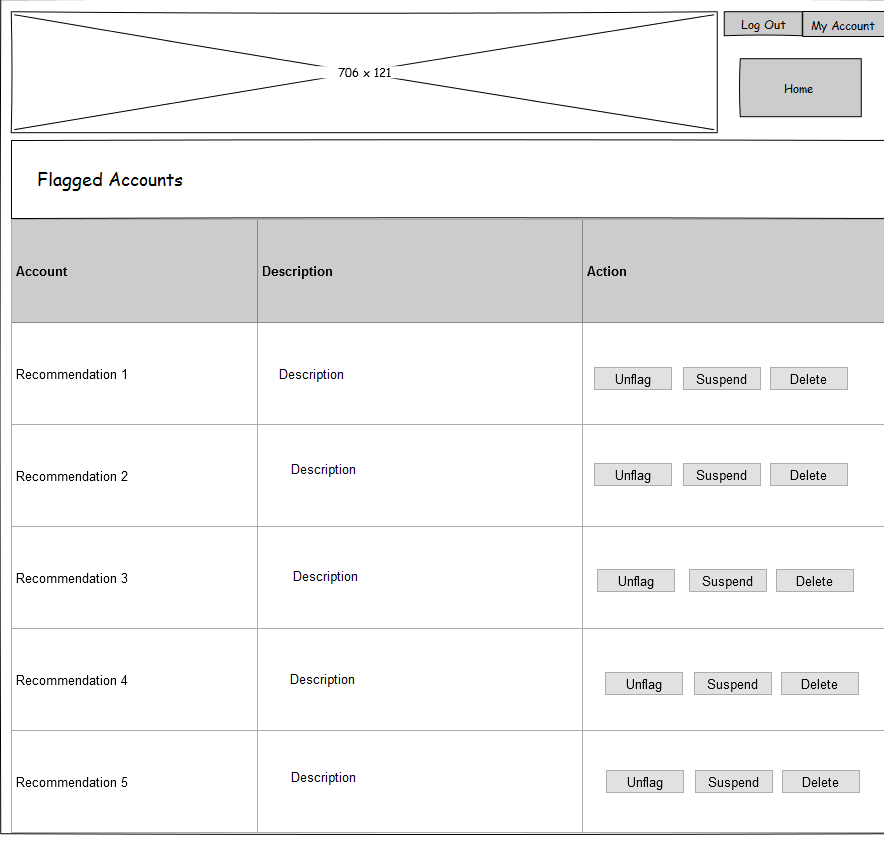 Log Out My Account
706 x 121
Home
Flagged Accounts
Account Description Action
Recommendation 1 Description Unflag Suspend Delete
Recommendation 2 Description Unflag Suspend Delete
Recommendation 3 Description Unflag Suspend Delete
Recommendation 4 Description Unflag Suspend Delete
Recommendation 5 Description Unflag Suspend Delete